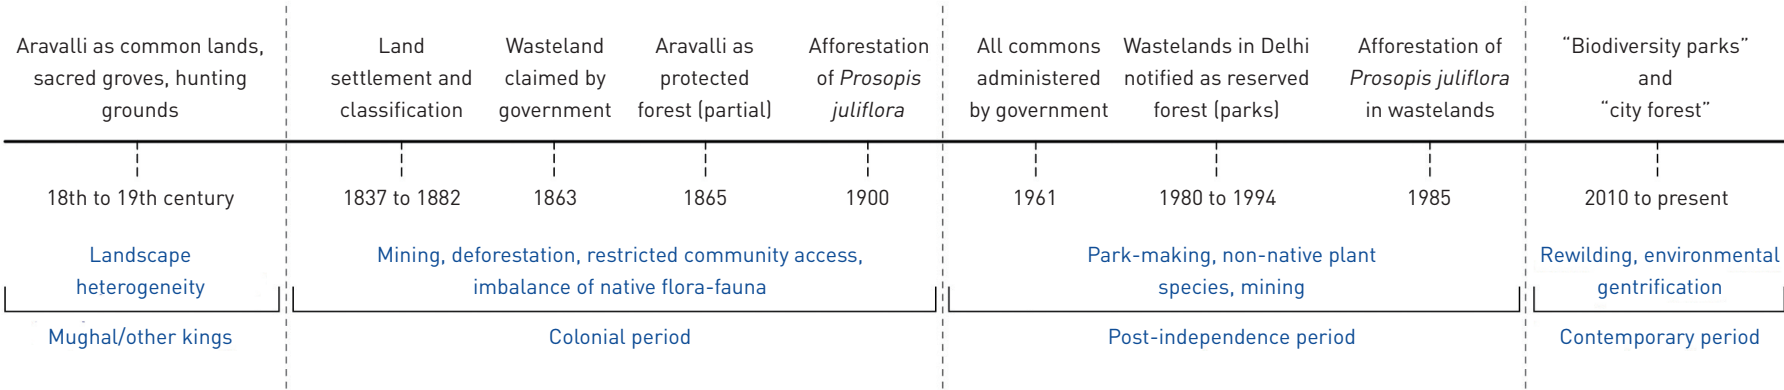 Aravalli as common lands,
sacred groves, hunting
grounds
Land
settlement and
classification
Wasteland
claimed by
government
Aravalli as
protected
forest (partial)
Afforestation
of Prosopis
juliflora
All commons
administered
by government
Wastelands in Delhi
notified as reserved
forest (parks)
Afforestation of
Prosopis juliflora
in wastelands
“Biodiversity parks”
and
“city forest”
18th to 19th century
1837 to 1882
1863
1865
1900
1961
1980 to 1994
1985
2010 to present
Landscape
heterogeneity
Mining, deforestation, restricted community access,
imbalance of native flora-fauna
Park-making, non-native plant
species, mining
Rewilding, environmental
gentrification
Mughal/other kings
Colonial period
Post-independence period
Contemporary period